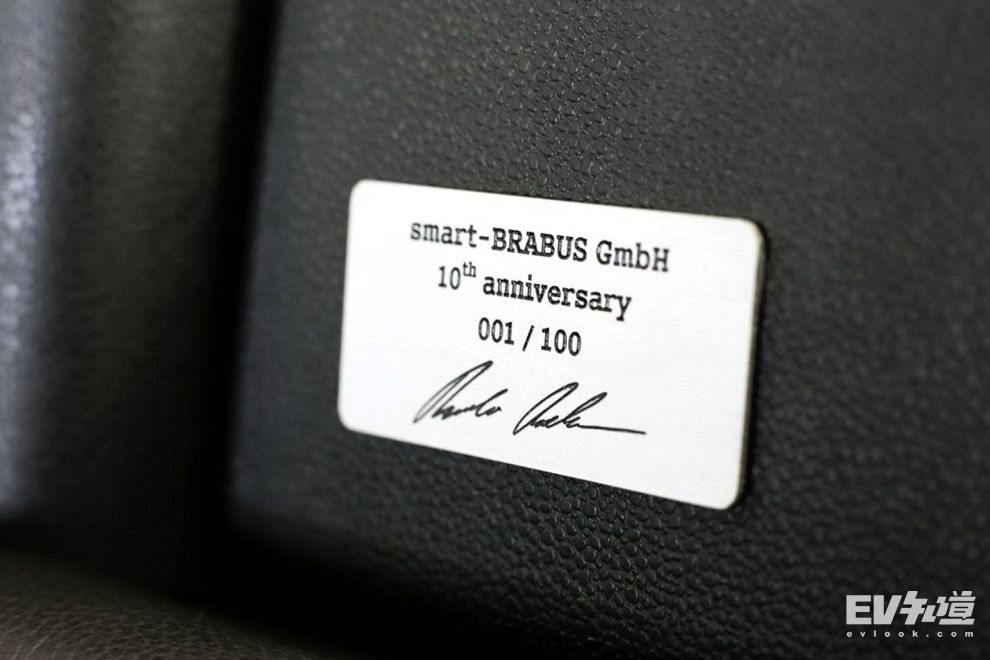 smart-BRABUS GmbH
10th anniversary
001 / 100
EV知道
evlook.com